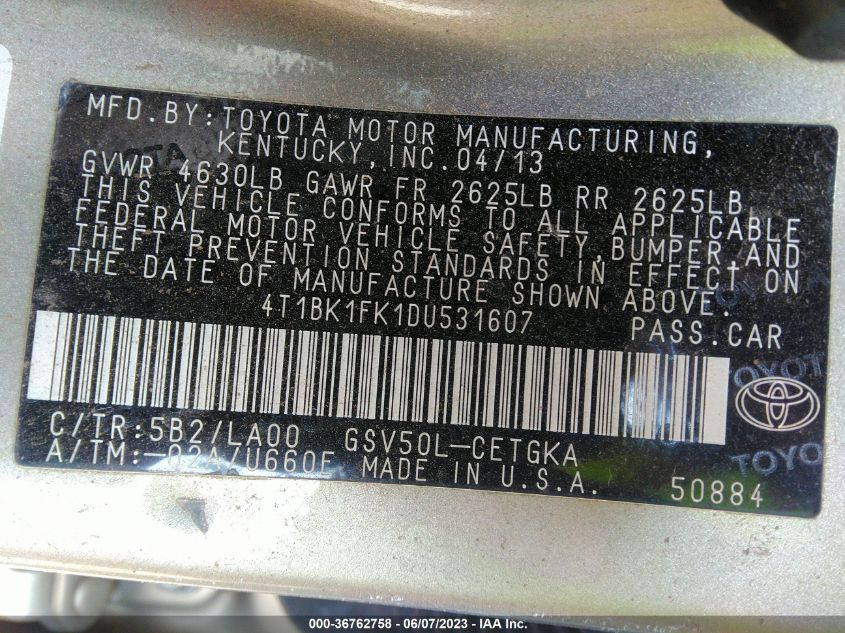 MFD. BY: TOYOTA MOTOR MANUFACTURING,
KENTUCKY, INC. 04/13
GVWR 4630LB GAWR FR 2625LB RR 2625LB
THIS VEHICLE CONFORMS TO ALL APPLICABLE
FEDERAL MOTOR VEHICLE SAFETY, BUMPER, AND
THEFT PREVENTION STANDARDS IN EFFECT ON
THE DATE OF MANUFACTURE SHOWN ABOVE.
4T1BK1FK1DU531607 PASS. CAR
TOYOTA
C/TR: 5B2/LA00 GSV50L-CETGKA
A/TM: -02A/U660F MADE IN U.S.A. 50884
TOYO
000-36762758 - 06/07/2023 - IAA Inc.